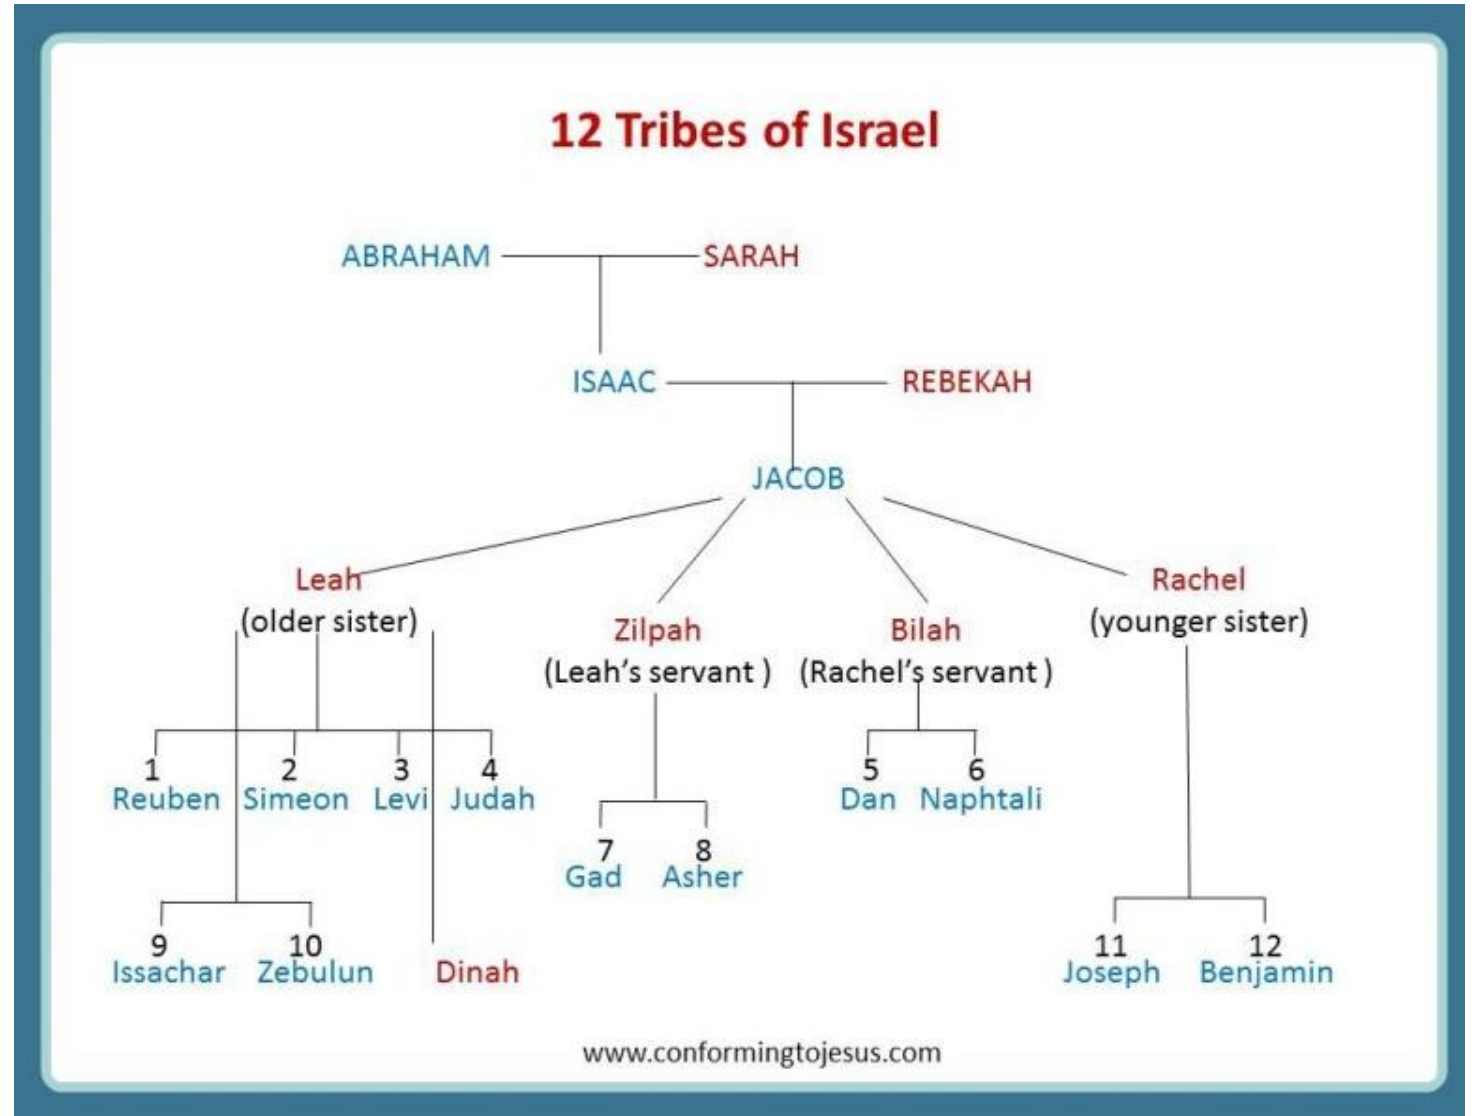 12 Tribes of Israel
ABRAHAM SARAH
ISAAC REBEKAH
JACOB
Leah Rachel
(older sister) (younger sister)
Zilpah Bilah
(Leah’s servant ) (Rachel’s servant )
1 2 3 4 5 6
Reuben Simeon Levi Judah Dan Naphtali
7 8
Gad Asher
9 10 11 12
Issachar Zebulun Dinah Joseph Benjamin
www.conformingtojesus.com